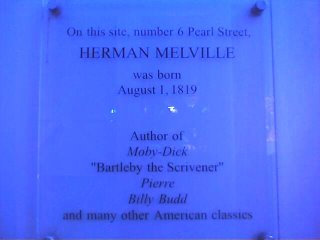 On this site, number 6 Pearl Street,
HERMAN MELVILLE
was born
August 1, 1819
Author of
Moby-Dick
"Bartleby the Scrivener"
Pierre
Billy Budd
and many other American classics